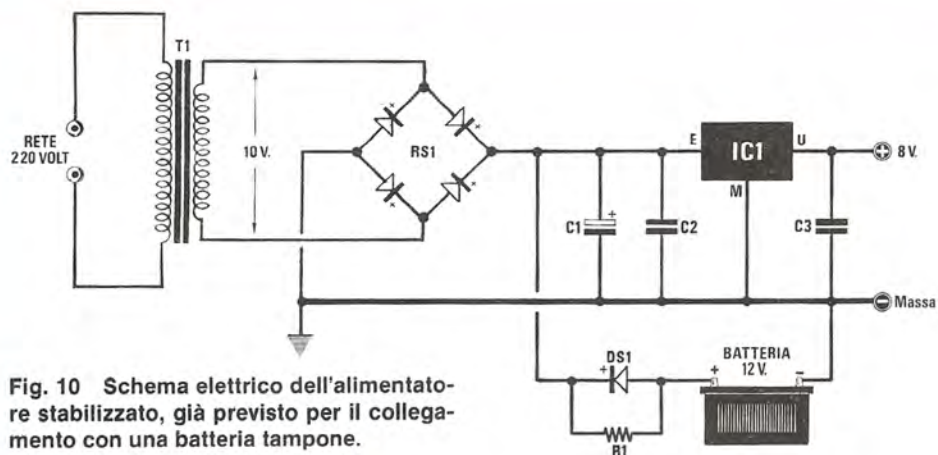 T1
RETE
220 VOLT
10 V.
RS1
E
IC1
U
M
8 V.
C1
+
C2
C3
Massa
DS1
+
R1
BATTERIA
12 V.
+
-
Fig. 10 Schema elettrico dell'alimentato-
re stabilizzato, già previsto per il collega-
mento con una batteria tampone.